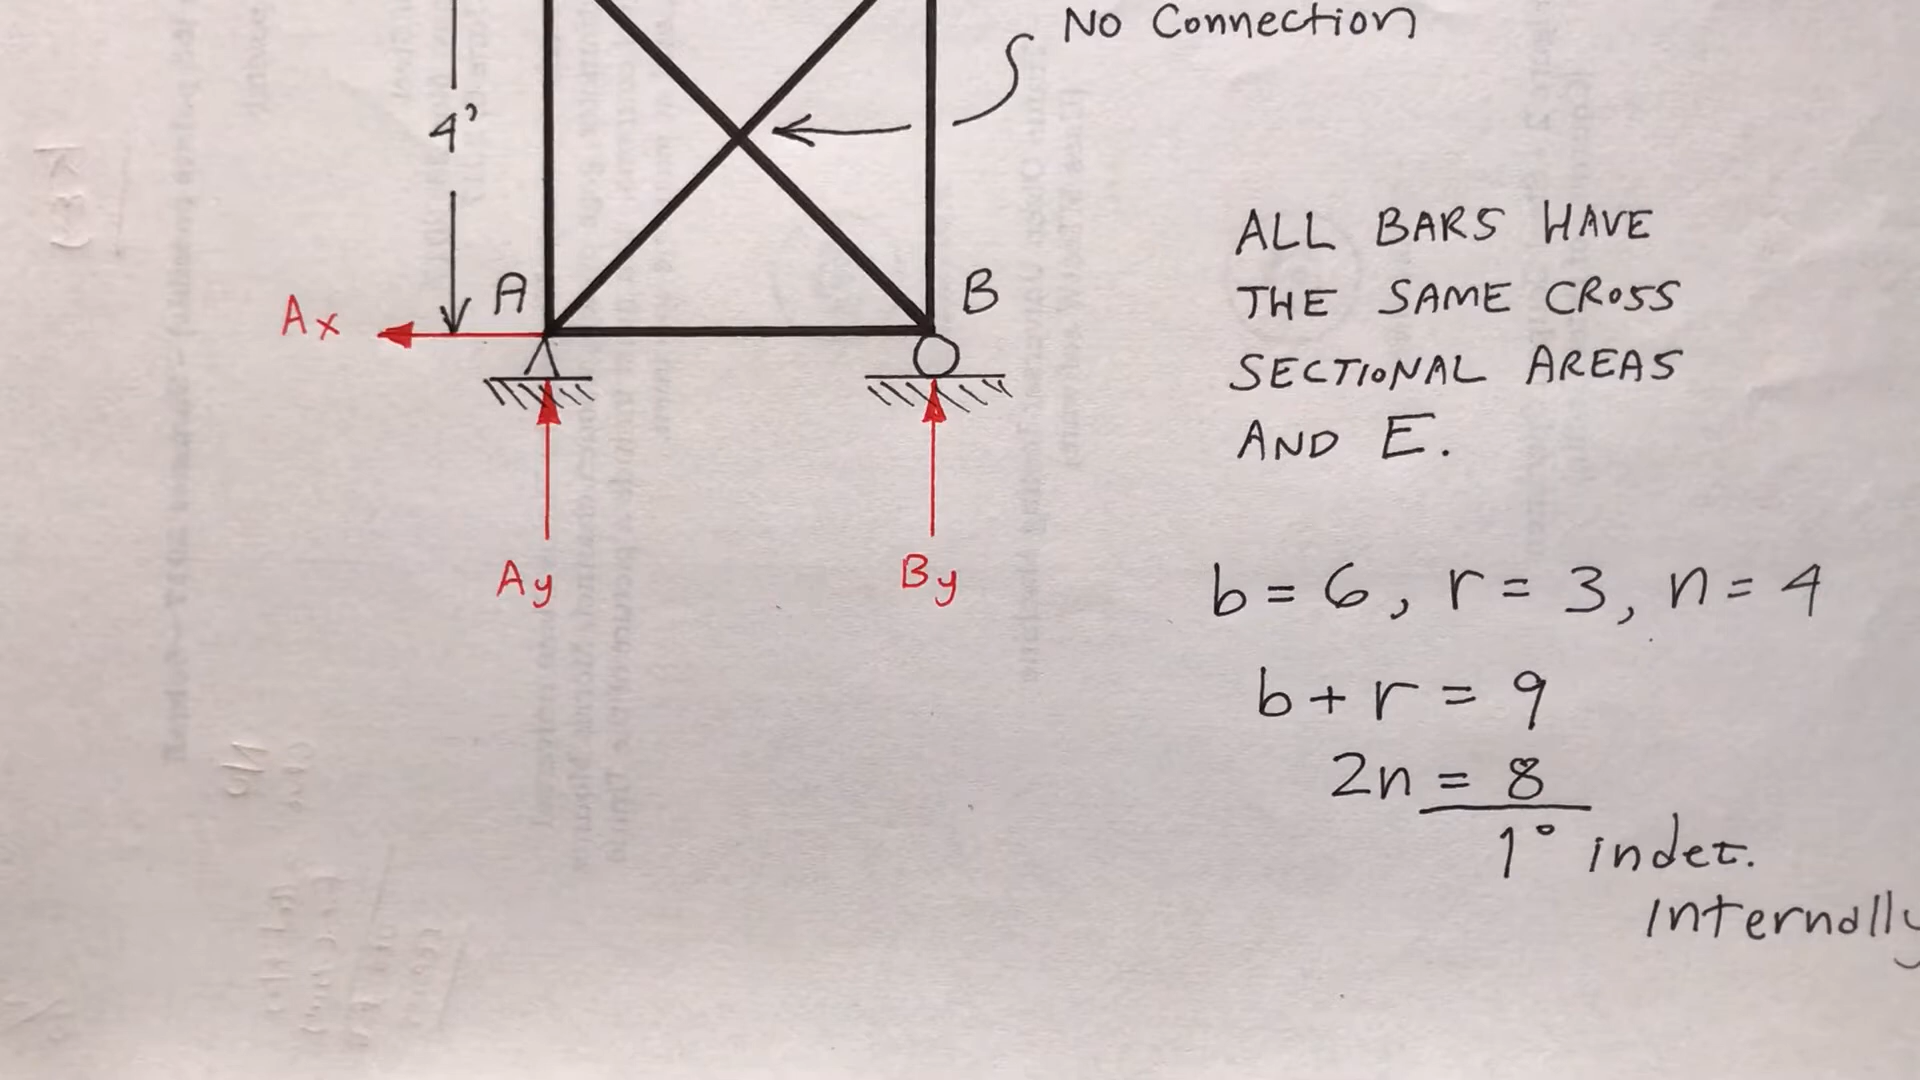 No Connection
4'
A
B
Ax
Ay
By
ALL BARS HAVE
THE SAME CROSS
SECTIONAL AREAS
AND E.
b = 6, r = 3, n = 4
b + r = 9
2n = 8
1° indet.
Internally